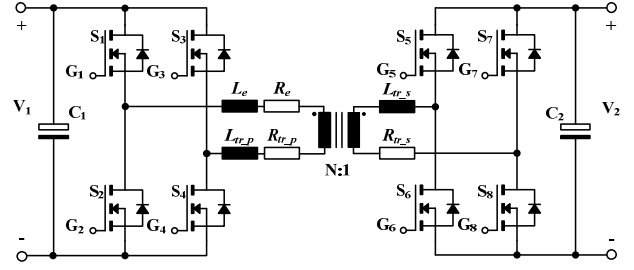 + S1 S3 S5 S7 +
G1 G3 G5 G7
Le Re Ltr_s
V1 C1 C2 V2
Ltr_p Rtr_p Rtr_s
N:1
S2 S4 S6 S8
G2 G4 G6 G8
- -